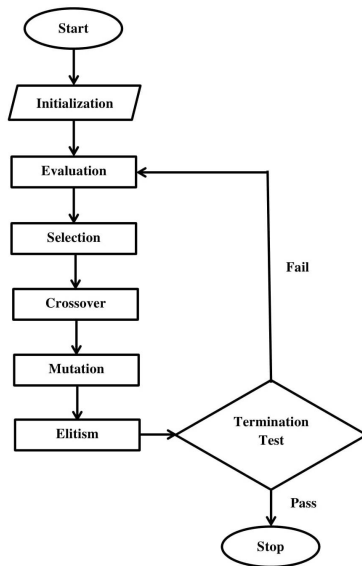 Start
Initialization
Evaluation
Selection
Fail
Crossover
Mutation
Termination
Test
Elitism
Pass
Stop